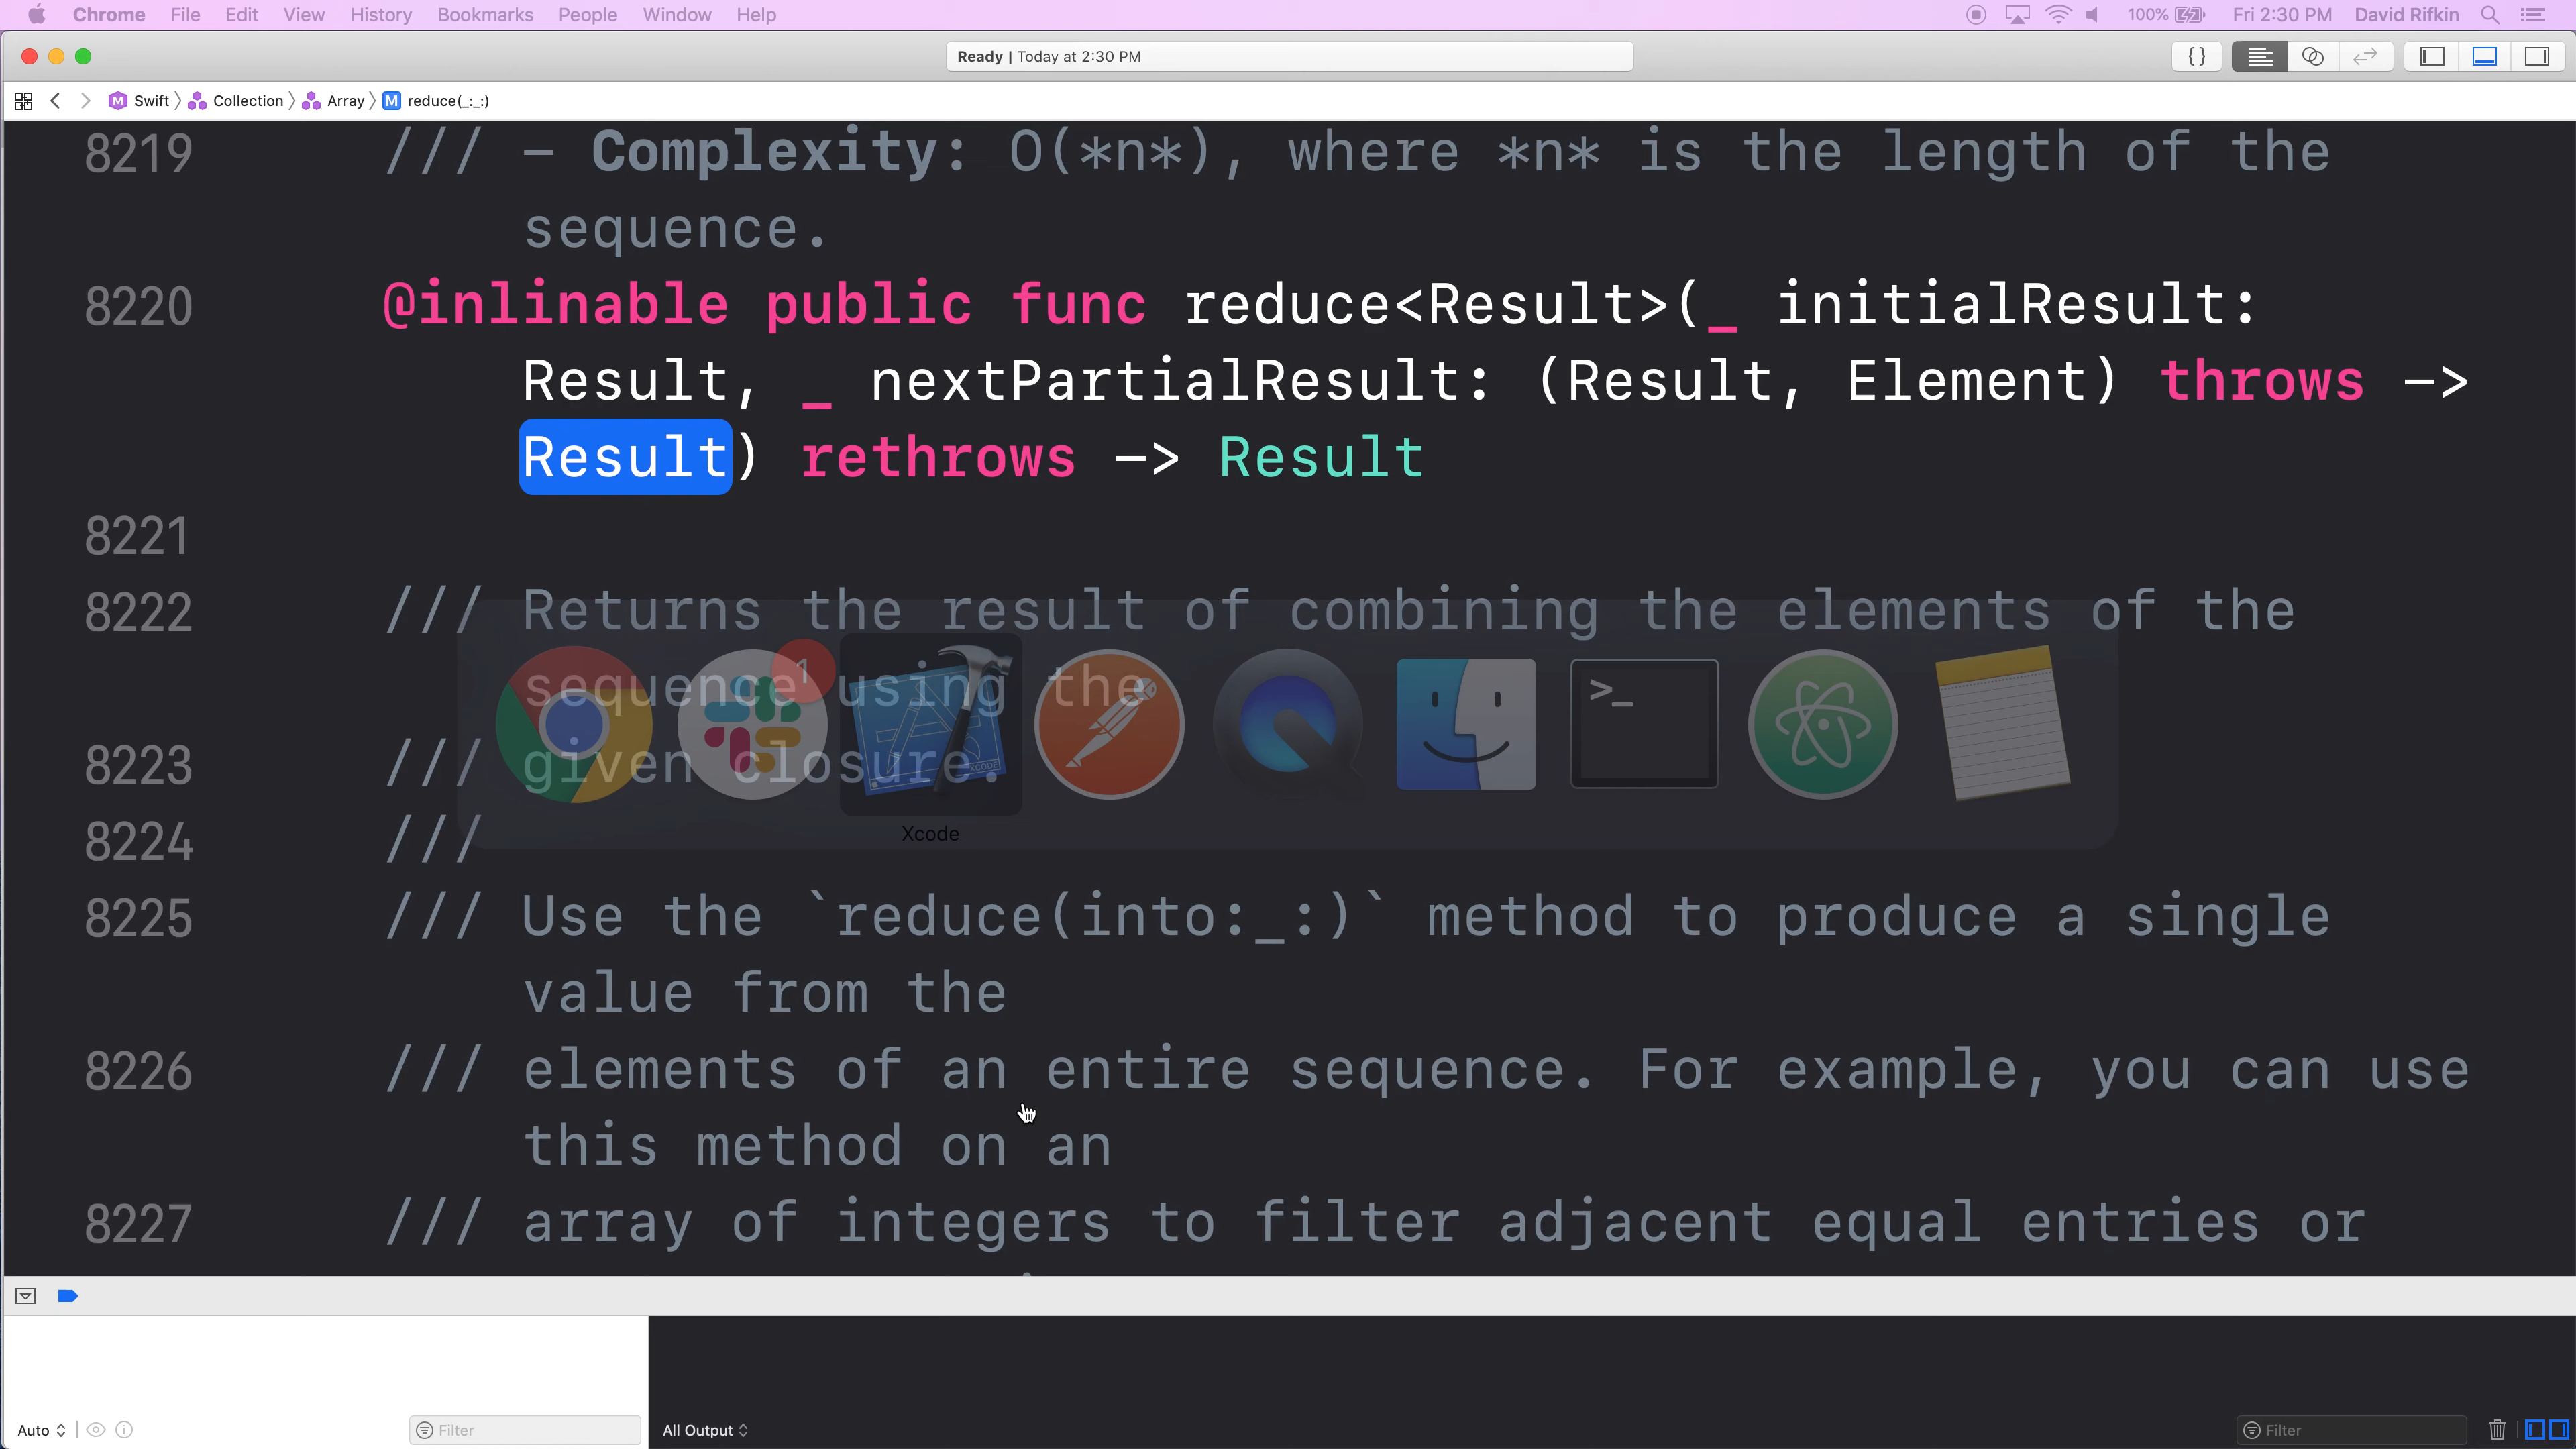 Chrome File Edit View History Bookmarks People Window Help 100% Fri 2:30 PM David Rifkin
Ready | Today at 2:30 PM
{ }
M Swift Collection Array M reduce(_:_:)
8219 /// - Complexity: O(*n*), where *n* is the length of the
sequence.
8220 @inlinable public func reduce<Result>(_ initialResult:
Result, _ nextPartialResult: (Result, Element) throws ->
Result) rethrows -> Result
8221
8222 /// Returns the result of combining the elements of the
sequence using the
8223 /// given closure.
8224 ///
8225 /// Use the `reduce(into:_:)` method to produce a single
value from the
8226 /// elements of an entire sequence. For example, you can use
this method on an
8227 /// array of integers to filter adjacent equal entries or
1
>_
XCODE
Xcode
Auto Filter All Output Filter